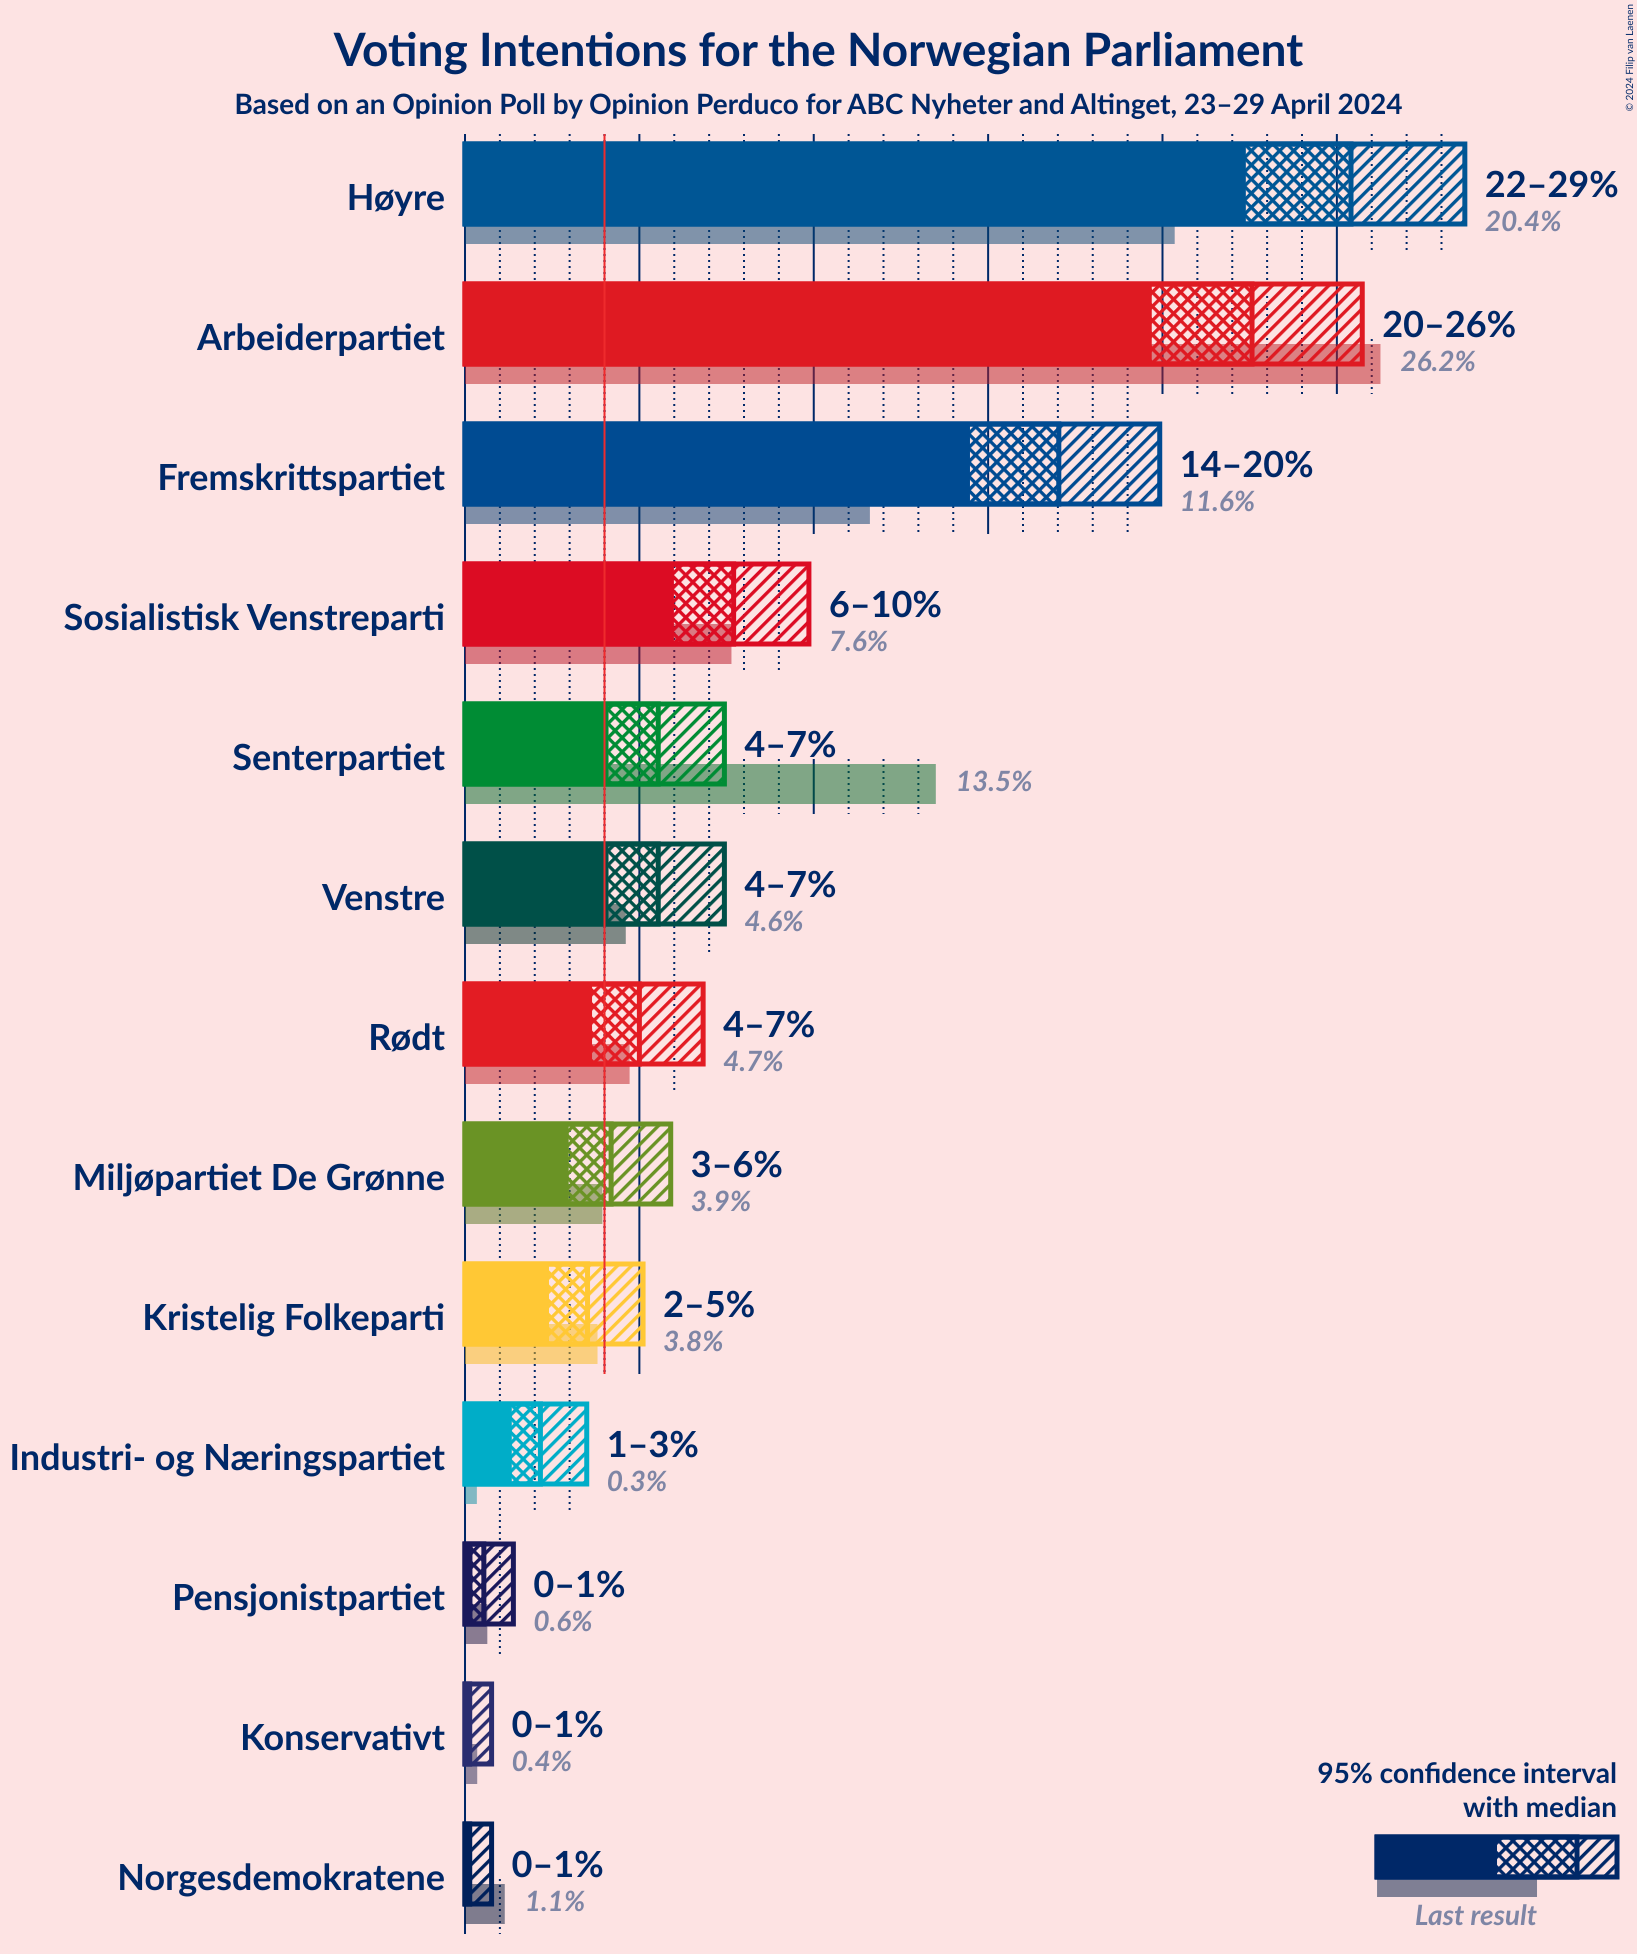 Voting Intentions for the Norwegian Parliament
Based on an Opinion Poll by Opinion Perduco for ABC Nyheter and Altinget, 23–29 April 2024
© 2024 Filip van Laenen
Høyre
22–29%
20.4%
Arbeiderpartiet
20–26%
26.2%
Fremskrittspartiet
14–20%
11.6%
Sosialistisk Venstreparti
6–10%
7.6%
Senterpartiet
4–7%
13.5%
Venstre
4–7%
4.6%
Rødt
4–7%
4.7%
Miljøpartiet De Grønne
3–6%
3.9%
Kristelig Folkeparti
2–5%
3.8%
Industri- og Næringspartiet
1–3%
0.3%
Pensjonistpartiet
0–1%
0.6%
Konservativt
0–1%
0.4%
Norgesdemokratene
0–1%
1.1%
95% confidence interval
with median
Last result